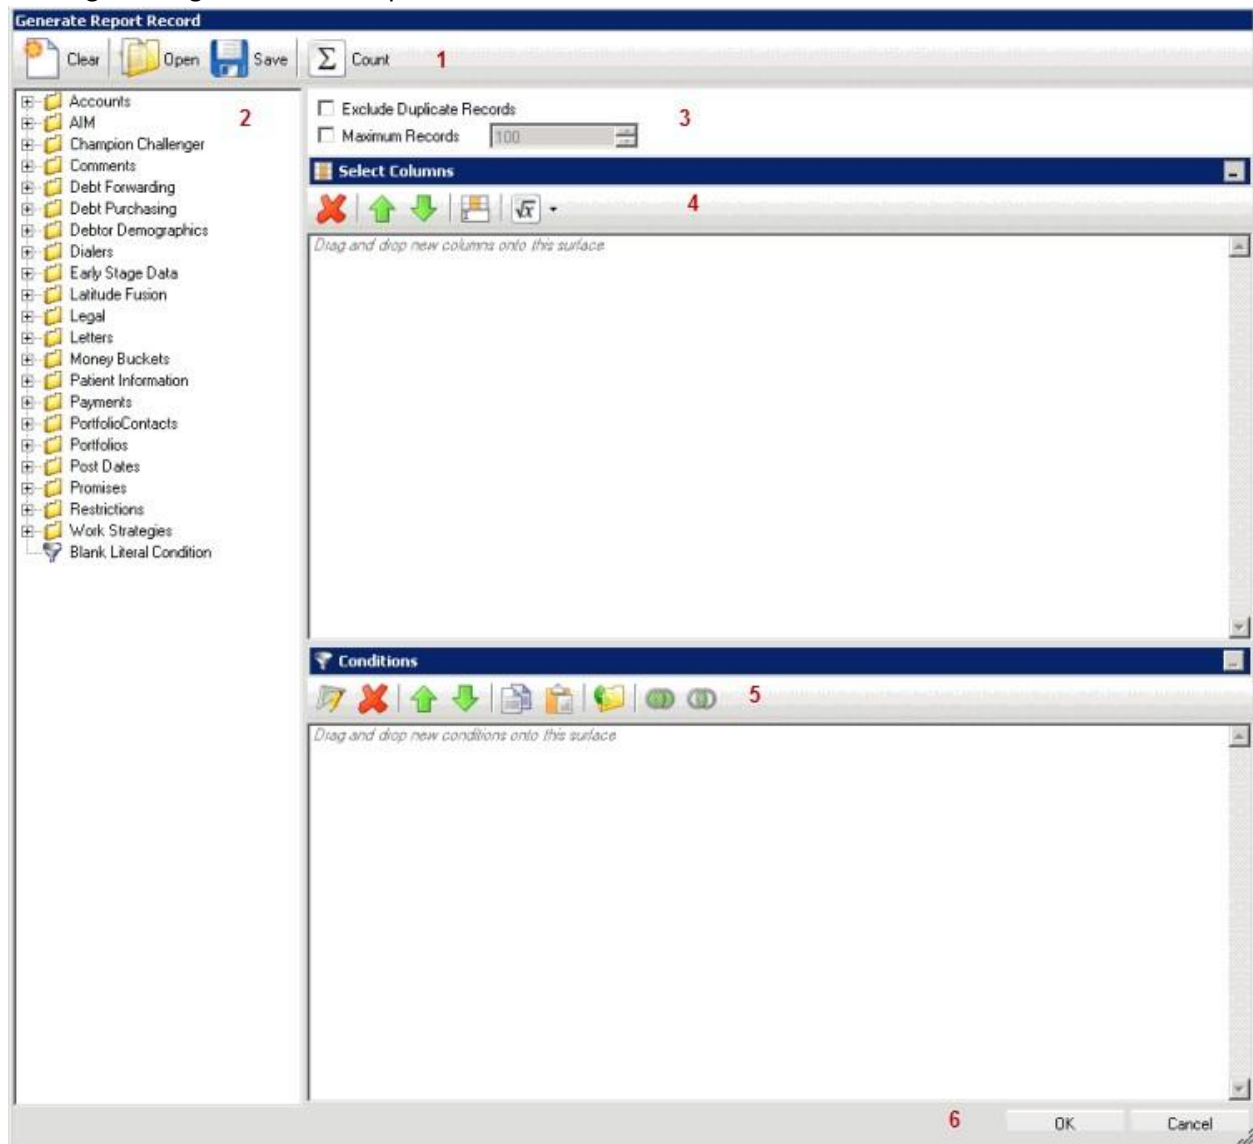 Generate Report Record
Clear Open Save Σ Count 1
Accounts
AIM
Champion Challenger
Comments
Debt Forwarding
Debt Purchasing
Debtor Demographics
Dialers
Early Stage Data
Latitude Fusion
Legal
Letters
Money Buckets
Patient Information
Payments
PortfolioContacts
Portfolios
Post Dates
Promises
Restrictions
Work Strategies
Blank Literal Condition
2
Exclude Duplicate Records
Maximum Records 100
3
Select Columns
√x 4
Drag and drop new columns onto this surface
Conditions
5
Drag and drop new conditions onto this surface
6 OK Cancel